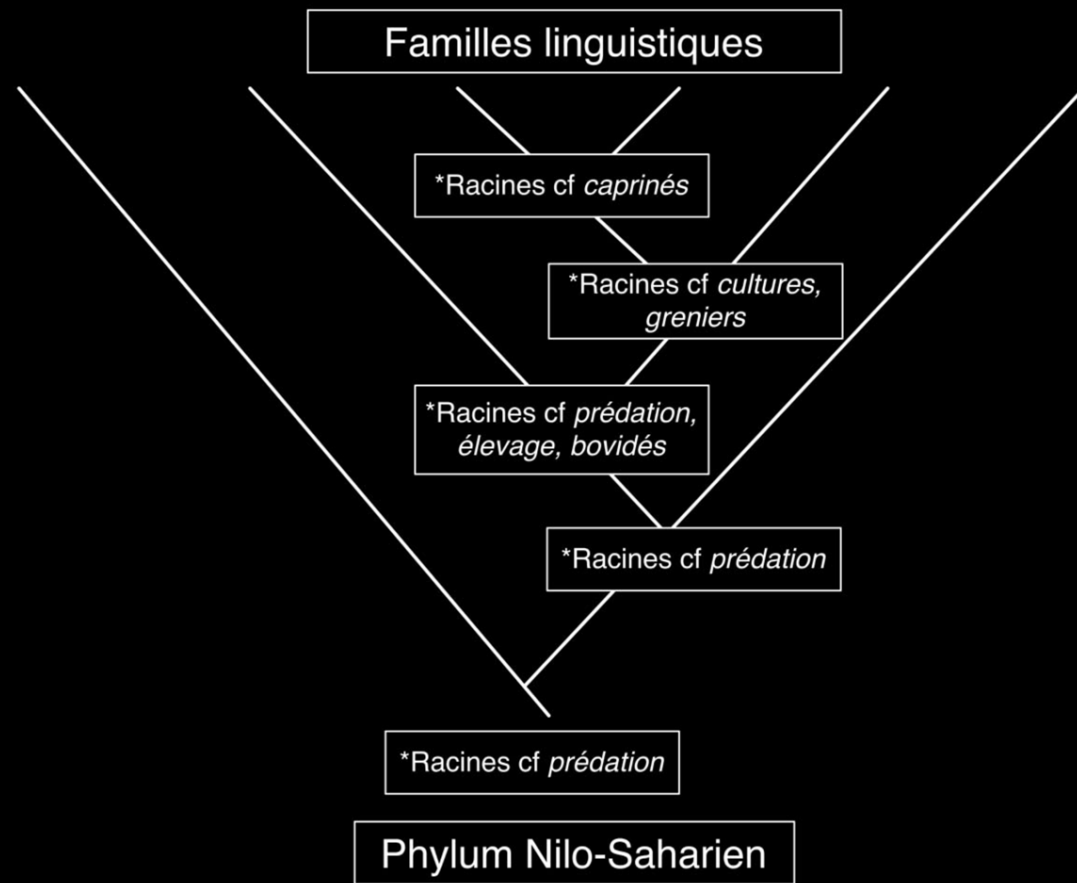 Familles linguistiques
*Racines cf caprinés
*Racines cf cultures,
greniers
*Racines cf prédation,
élevage, bovidés
*Racines cf prédation
*Racines cf prédation
Phylum Nilo-Saharien